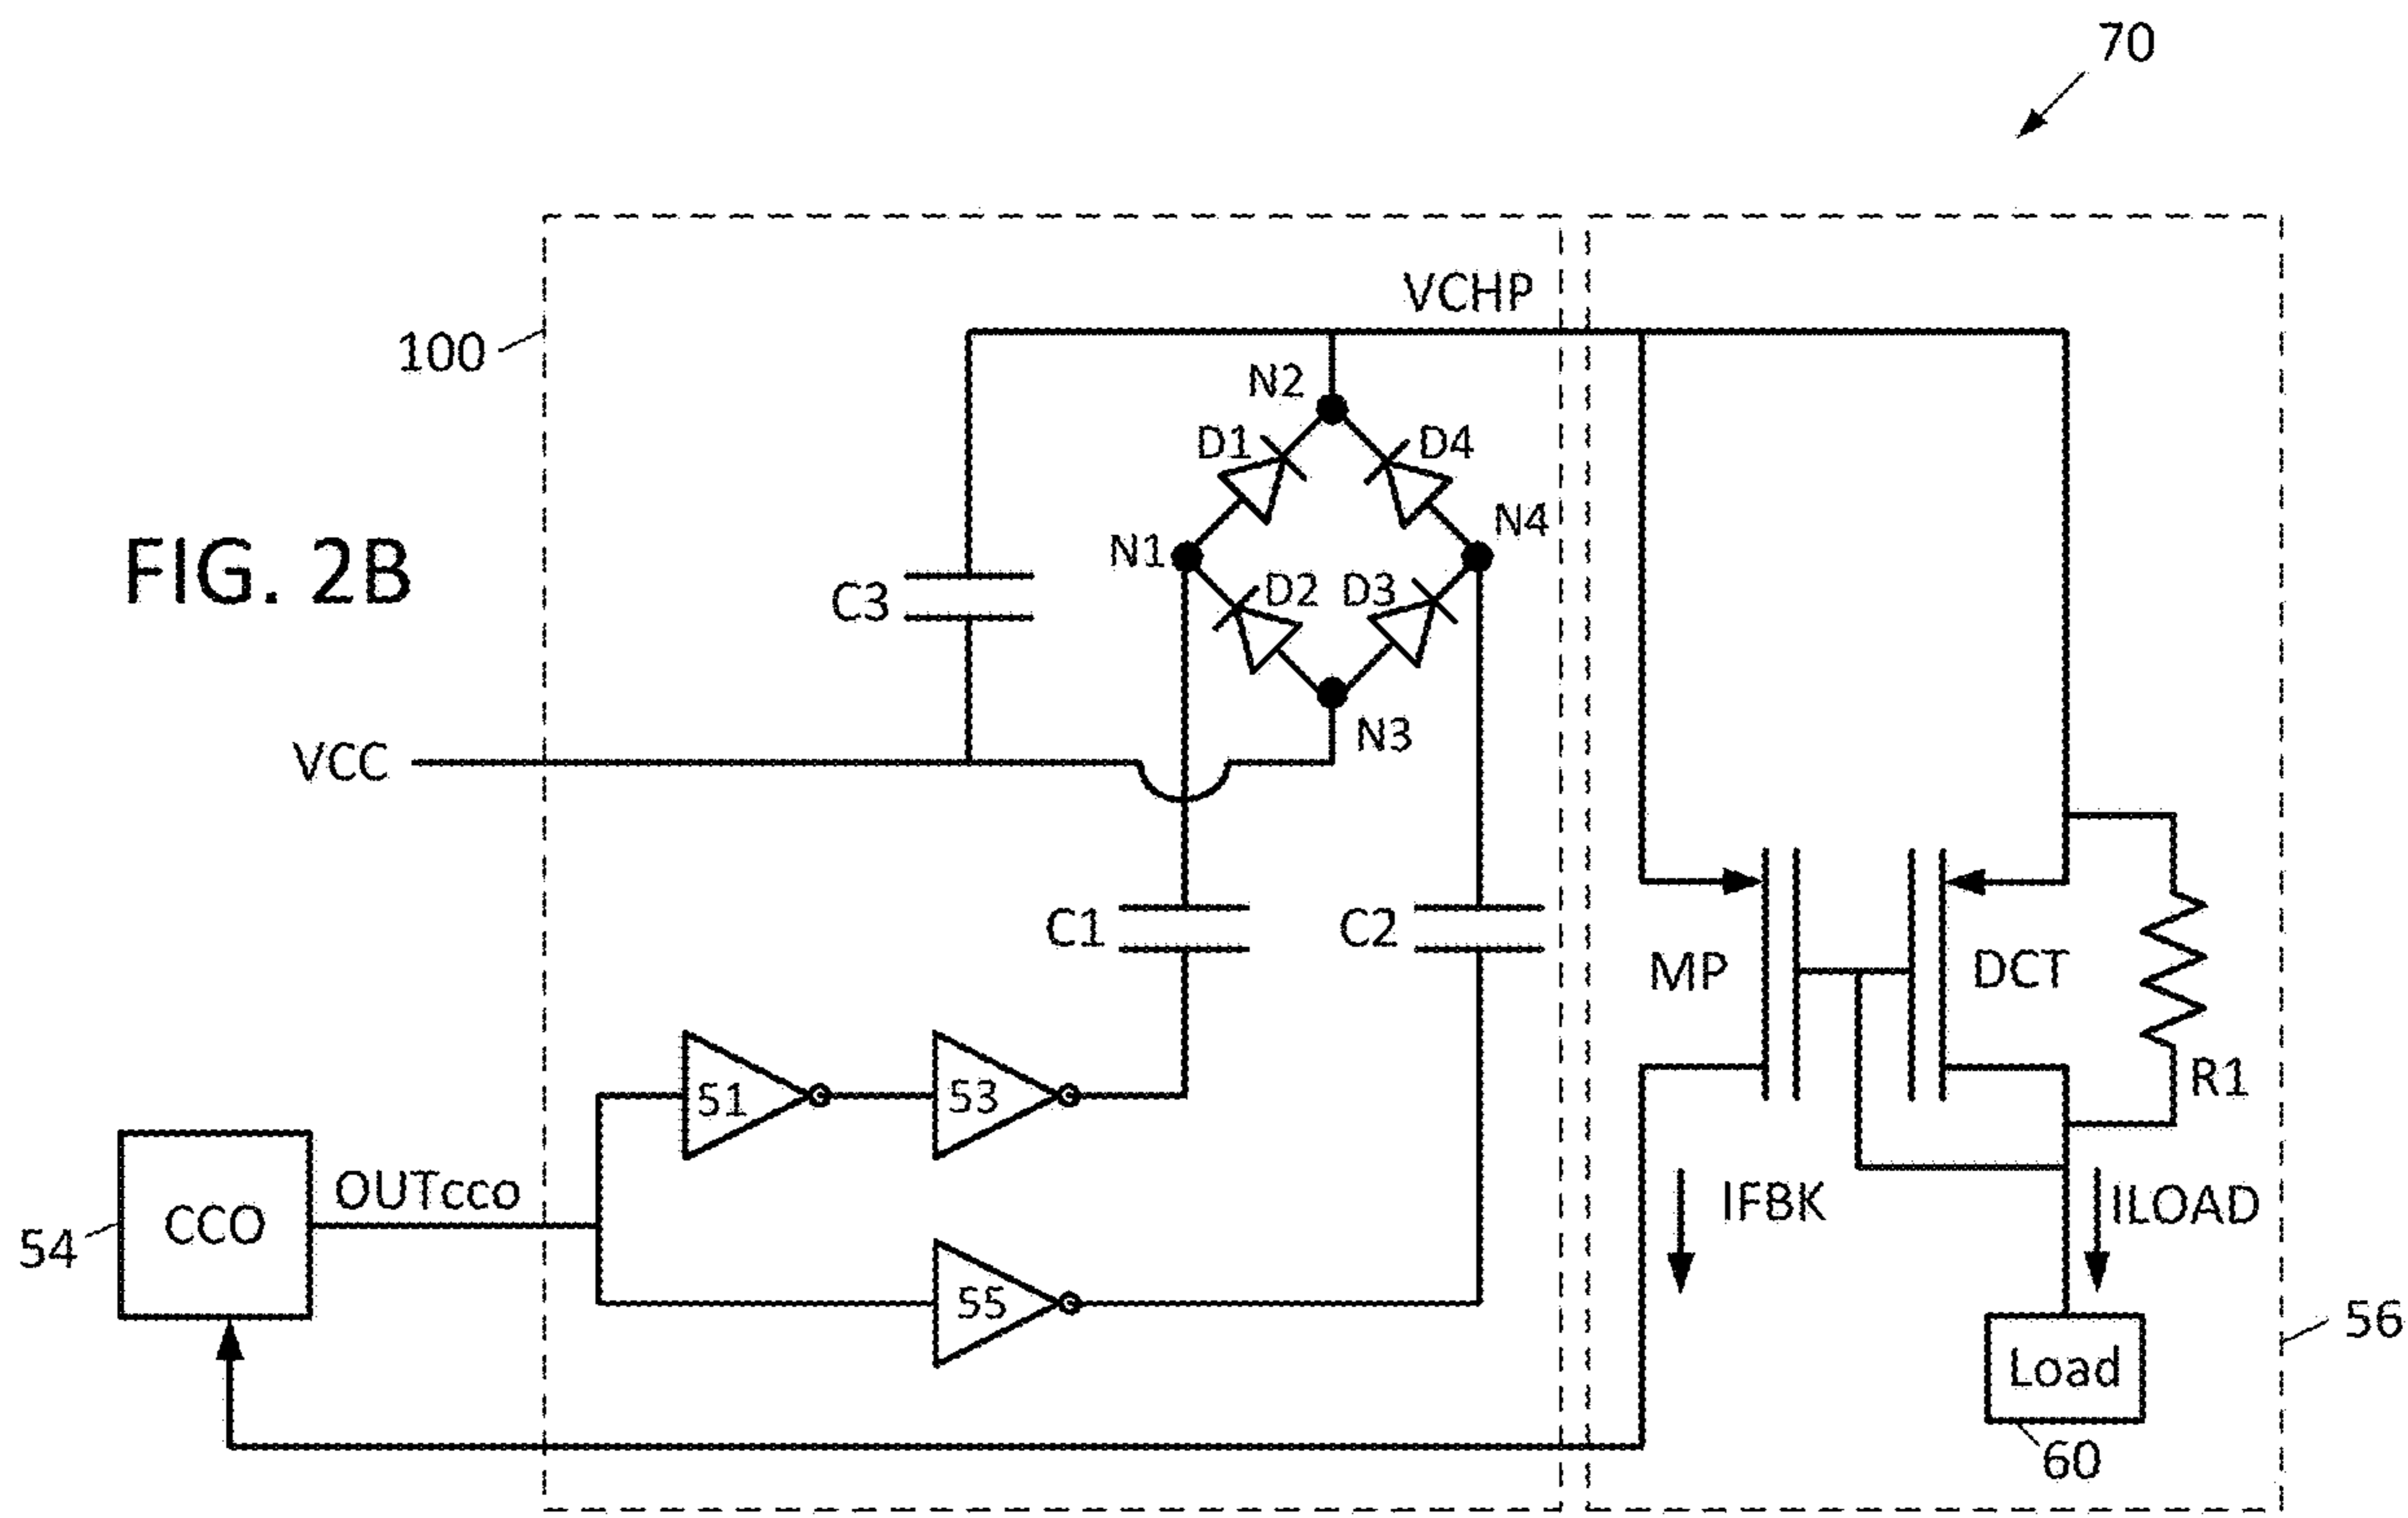 70
VCHP
100
N2
D1
D4
N4
N1
FIG. 2B
D2
D3
C3
N3
VCC
C1
C2
MP
DCT
R1
51
53
OUTcco
IFBK
ILOAD
CCO
54
55
56
Load
60